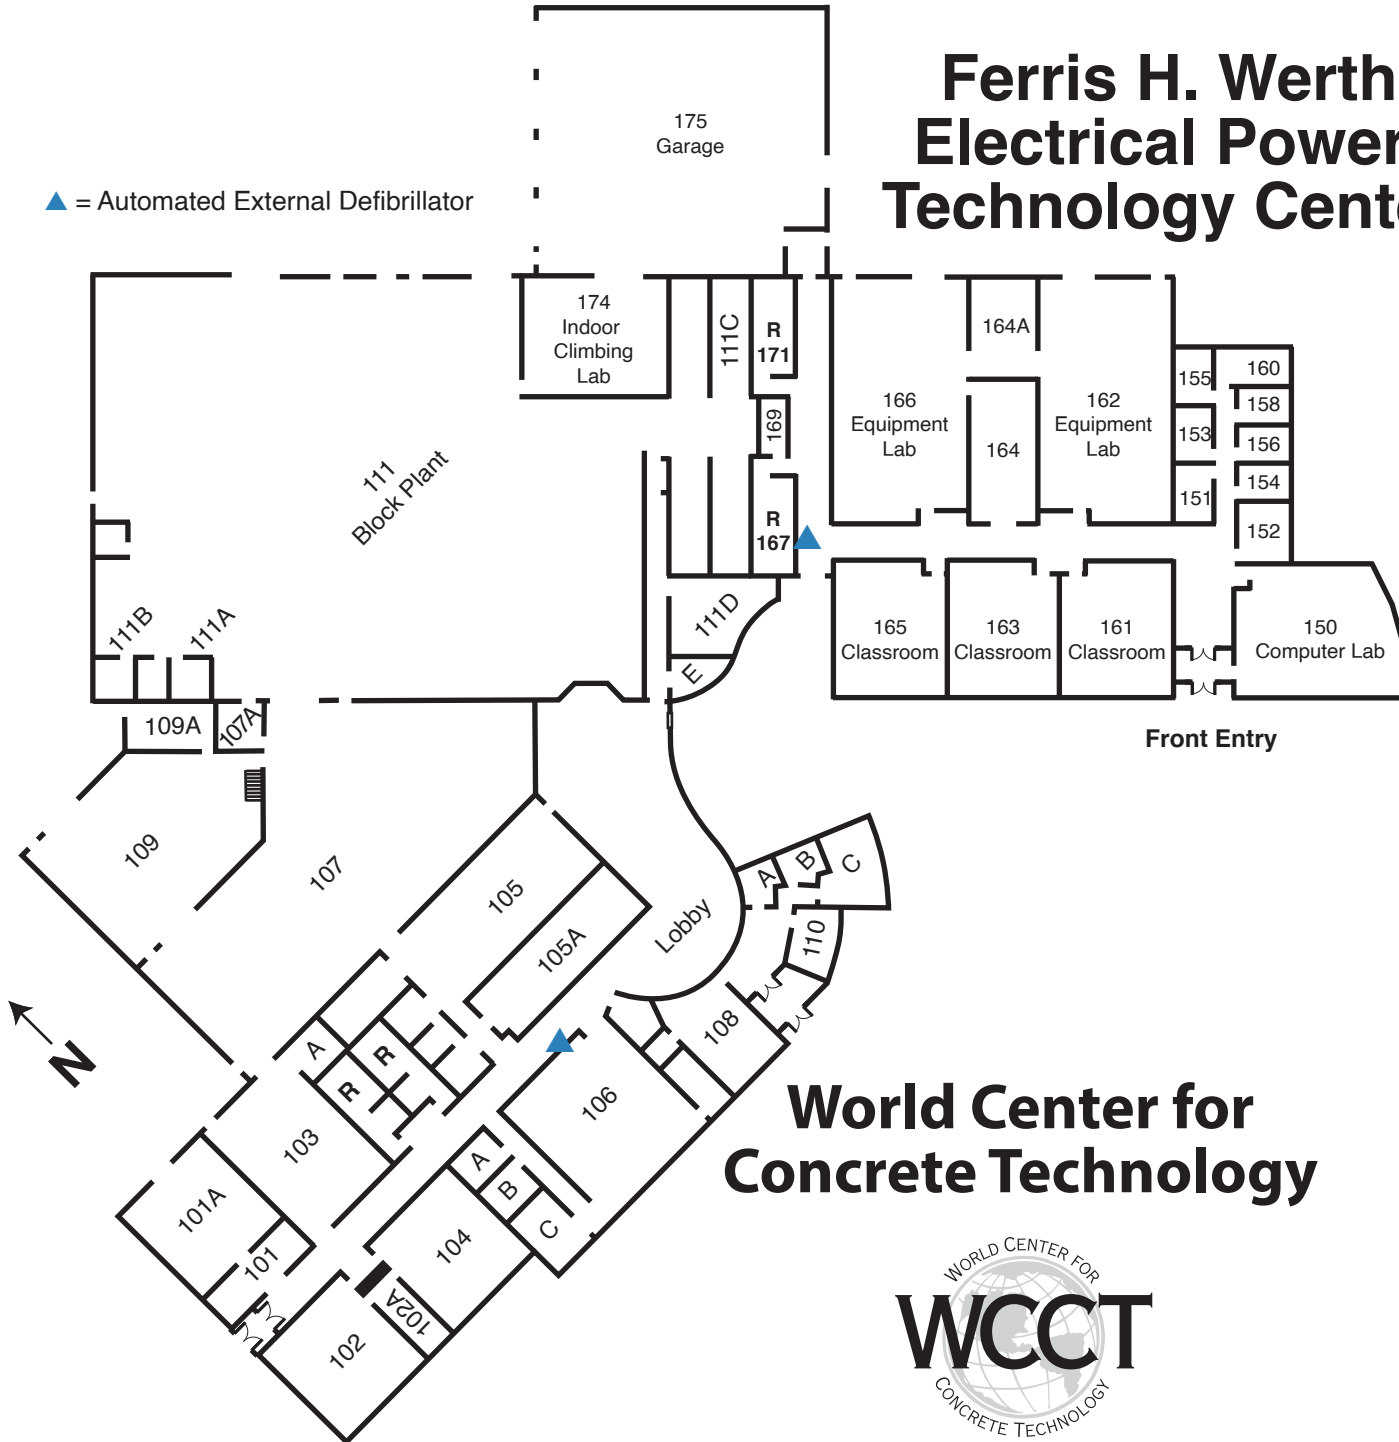 Ferris H. Werth
Electrical Power
Technology Cente
175
Garage
= Automated External Defibrillator
174
Indoor
Climbing
Lab
111C
R
171
164A
169
166
Equipment
Lab
164
162
Equipment
Lab
155
153
151
160
158
156
154
152
111
Block Plant
R
167
111D
E
165
Classroom
163
Classroom
161
Classroom
150
Computer Lab
Front Entry
111B
111A
109A
107A
109
107
105
105A
Lobby
A
B
C
110
108
106
A
R
R
103
101A
101
A
B
C
104
102A
102
N
World Center for
Concrete Technology
WORLD CENTER FOR
WCCT
CONCRETE TECHNOLOGY